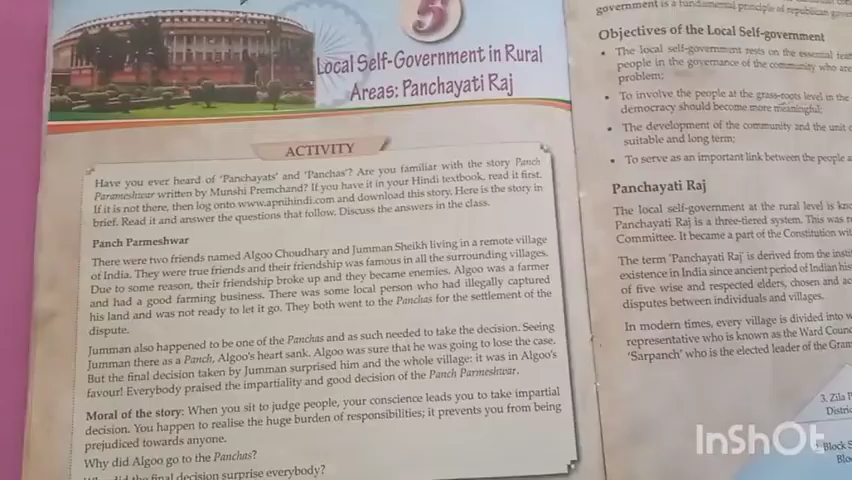 5
Local Self-Government in Rural
Areas: Panchayati Raj
ACTIVITY
Have you ever heard of 'Panchayats' and 'Panchas'? Are you familiar with the story Panch
Parameshwar written by Munshi Premchand? If you have it in your Hindi textbook, read it first.
If it is not there, then log onto www.apnihindi.com and download this story. Here is the story in
brief. Read it and answer the questions that follow. Discuss the answers in the class.
Panch Parmeshwar
There were two friends named Algoo Choudhary and Jumman Sheikh living in a remote village
of India. They were true friends and their friendship was famous in all the surrounding villages.
Due to some reason, their friendship broke up and they became enemies. Algoo was a farmer
and had a good farming business. There was some local person who had illegally captured
his land and was not ready to let it go. They both went to the Panchas for the settlement of the
dispute.
Jumman also happened to be one of the Panchas and as such needed to take the decision. Seeing
Jumman there as a Panch, Algoo's heart sank. Algoo was sure that he was going to lose the case.
But the final decision taken by Jumman surprised him and the whole village: it was in Algoo's
favour! Everybody praised the impartiality and good decision of the Panch Parmeshwar.
Moral of the story: When you sit to judge people, your conscience leads you to take impartial
decision. You happen to realise the huge burden of responsibilities; it prevents you from being
prejudiced towards anyone.
Why did Algoo go to the Panchas?
did the final decision surprise everybody?
government is a fundamental principle of republican
Objectives of the Local Self-government
• The local self-government rests on the essential
people in the governance of the community who are
problem;
• To involve the people at the grass-roots level in the
democracy should become more meaningful;
• The development of the community and the unit
suitable and long term;
• To serve as an important link between the people
Panchayati Raj
The local self-government at the rural level is
Panchayati Raj is a three-tiered system. This was
Committee. It became a part of the Constitution
The term 'Panchayati Raj' is derived from the
existence in India since ancient period of Indian
of five wise and respected elders, chosen and
disputes between individuals and villages.
In modern times, every village is divided into
representative who is known as the Ward
'Sarpanch' who is the elected leader of the
3. Zila
Block
InShOt